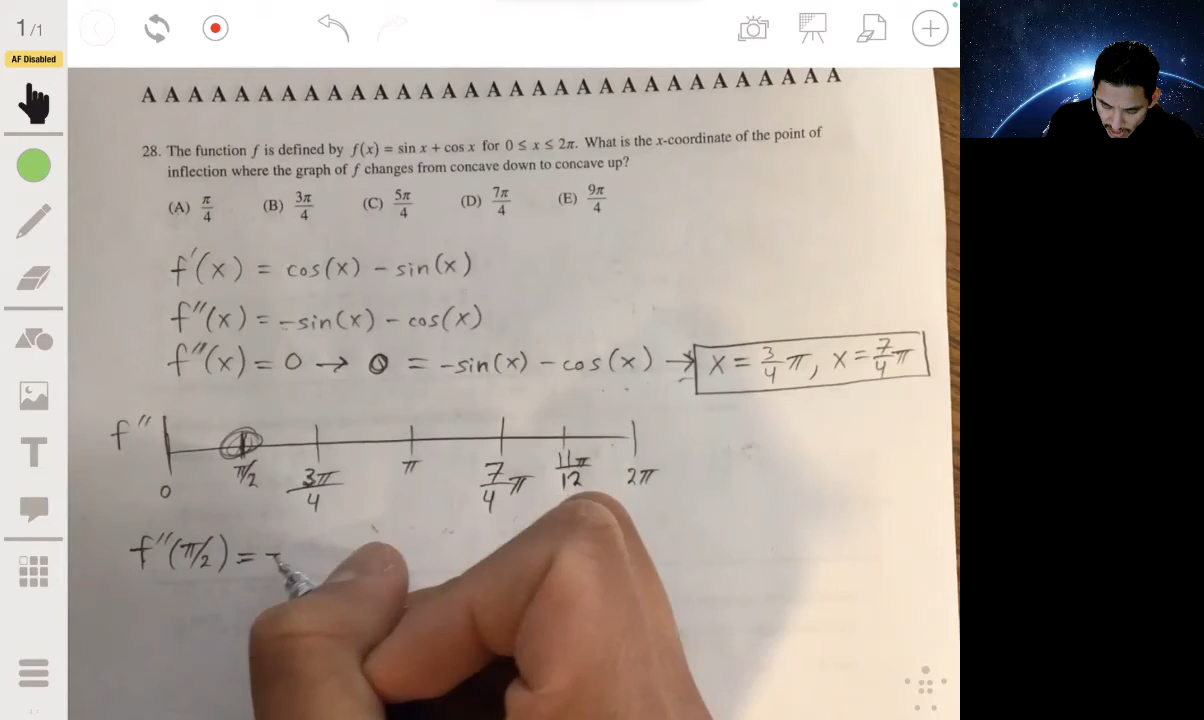 1/1
AF Disabled
A A A A A A A A A A A A A A A A A A A A A A A A A A A A A A
28. The function f is defined by f(x) = sin x + cos x for 0 ≤ x ≤ 2π. What is the x-coordinate of the point of
inflection where the graph of f changes from concave down to concave up?
(A) π/4 (B) 3π/4 (C) 5π/4 (D) 7π/4 (E) 9π/4
f'(x) = cos(x) - sin(x)
f''(x) = -sin(x) - cos(x)
f''(x) = 0 → 0 = -sin(x) - cos(x) → x = 3/4 π, x = 7/4 π
f''
0 π/2 3π/4 π 7/4 π 11π/12 2π
f''(π/2) = -
T